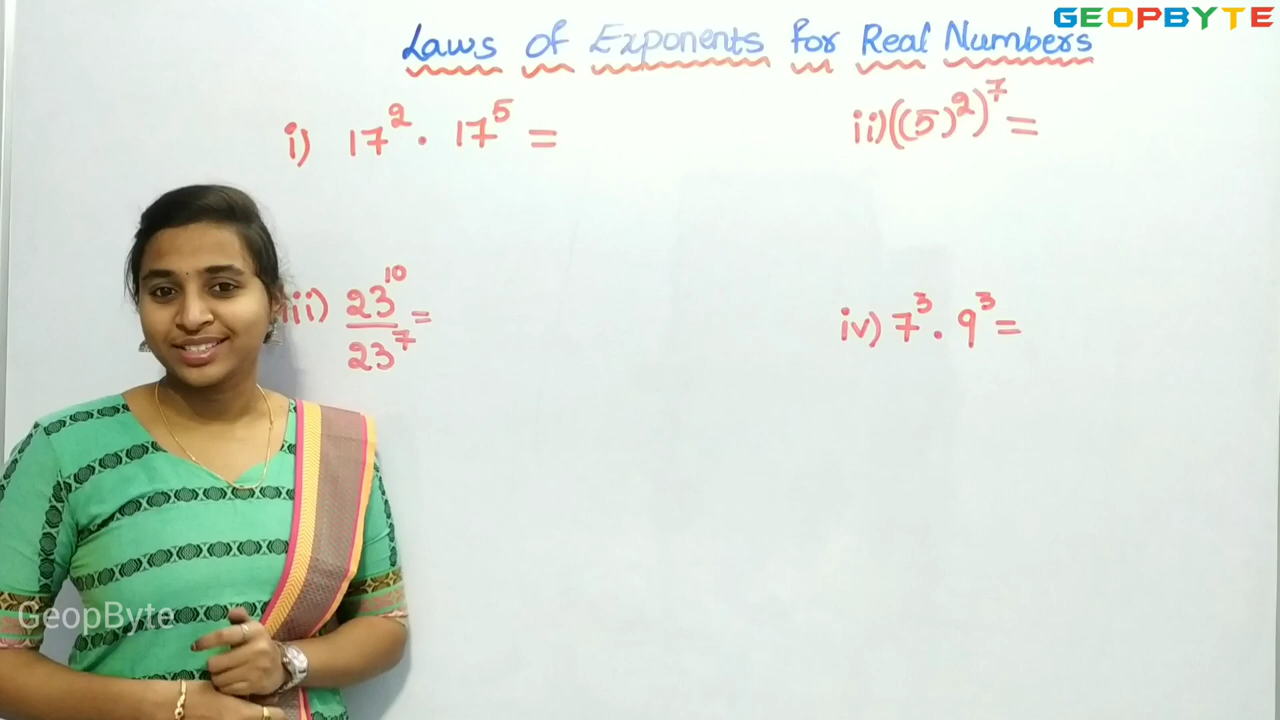 GEOPBYTE
Laws of Exponents for Real Numbers
i) 17² · 17⁵ =
ii) ((5)²)⁷ =
iii) 23¹⁰/23⁷ =
iv) 7³ · 9³ =
GeopByte